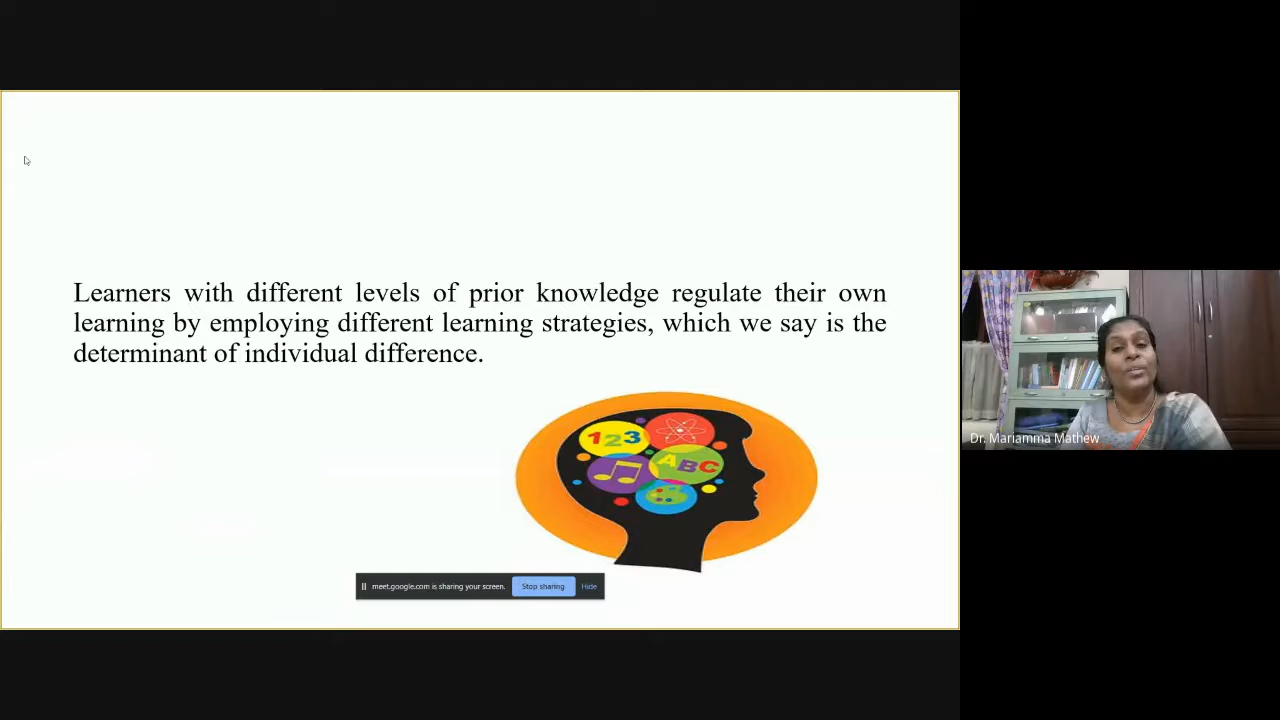 Learners with different levels of prior knowledge regulate their own
learning by employing different learning strategies, which we say is the
determinant of individual difference.
123
ABC
meet.google.com is sharing your screen. Stop sharing Hide
Dr. Mariamma Mathew